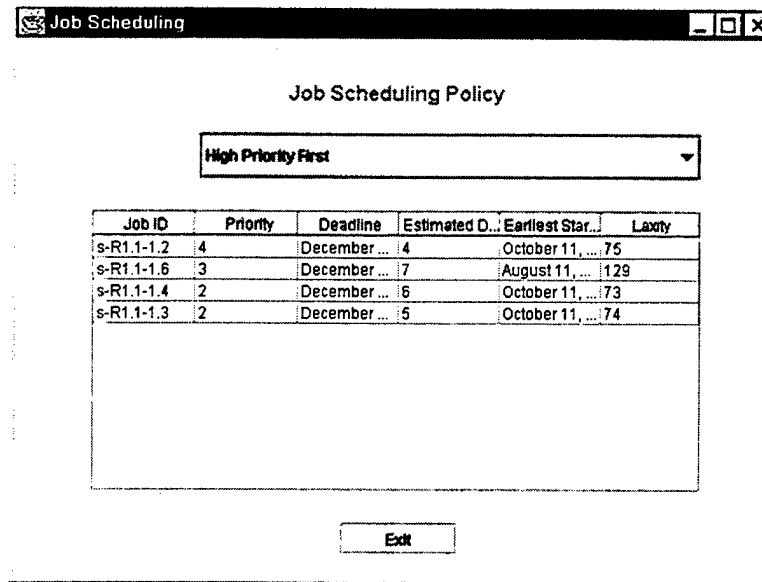 Job Scheduling
Job Scheduling Policy
High Priority First
Job ID Priority Deadline Estimated D... Earliest Star... Laxity
s-R1.1-1.2 4 December ... 4 October 11, ... 75
s-R1.1-1.6 3 December ... 7 August 11, ... 129
s-R1.1-1.4 2 December ... 6 October 11, ... 73
s-R1.1-1.3 2 December ... 5 October 11, ... 74
Exit